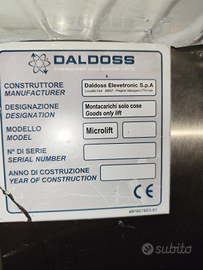 DALDOSS
COSTRUTTORE
MANUFACTURER
Daldoss Elevetronic S.p.A
DESIGNAZIONE
DESIGNATION
Montacarichi solo cose
Goods only lift
MODELLO
MODEL
Microlift
N° DI SERIE
SERIAL NUMBER
ANNO DI COSTRUZIONE
YEAR OF CONSTRUCTION
CE
subito